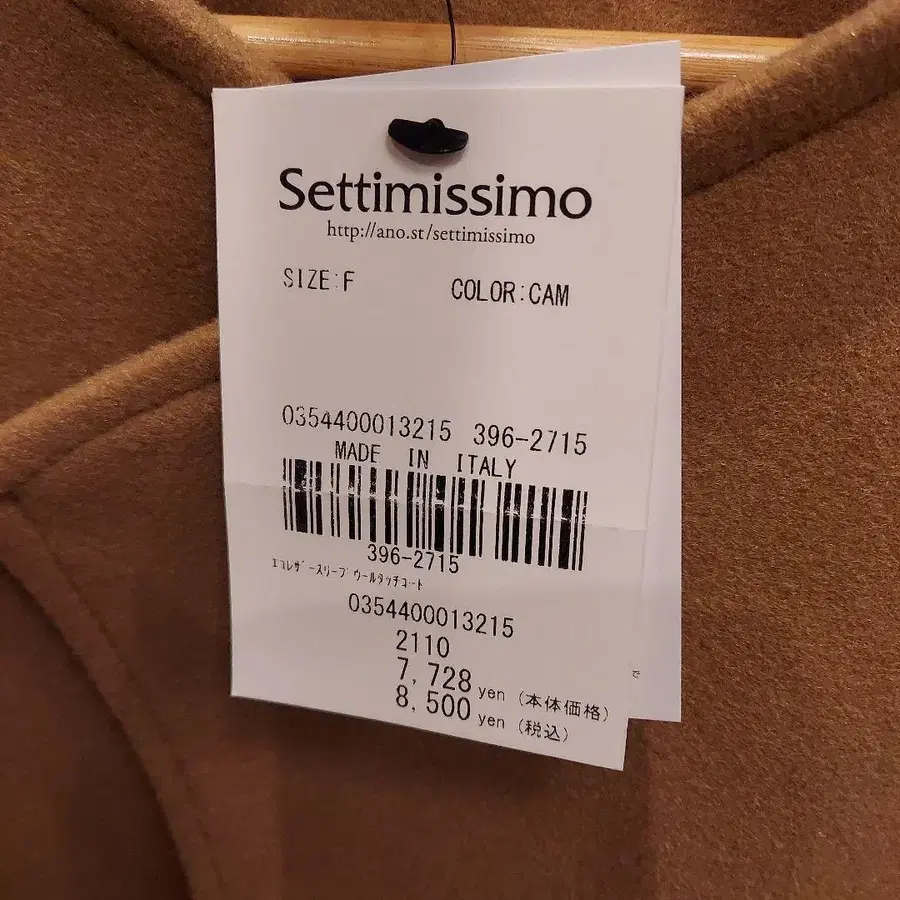 Settimissimo
http://ano.st/settimissimo
SIZE:F COLOR:CAM
0354400013215 396-2715
MADE IN ITALY
396-2715
ｴｺﾚｻﾞｰｽﾘｰﾌﾞｳｰﾙﾀｯﾁｺｰﾄ
0354400013215
2110
7,728 yen (本体価格)
8,500 yen (税込)
で